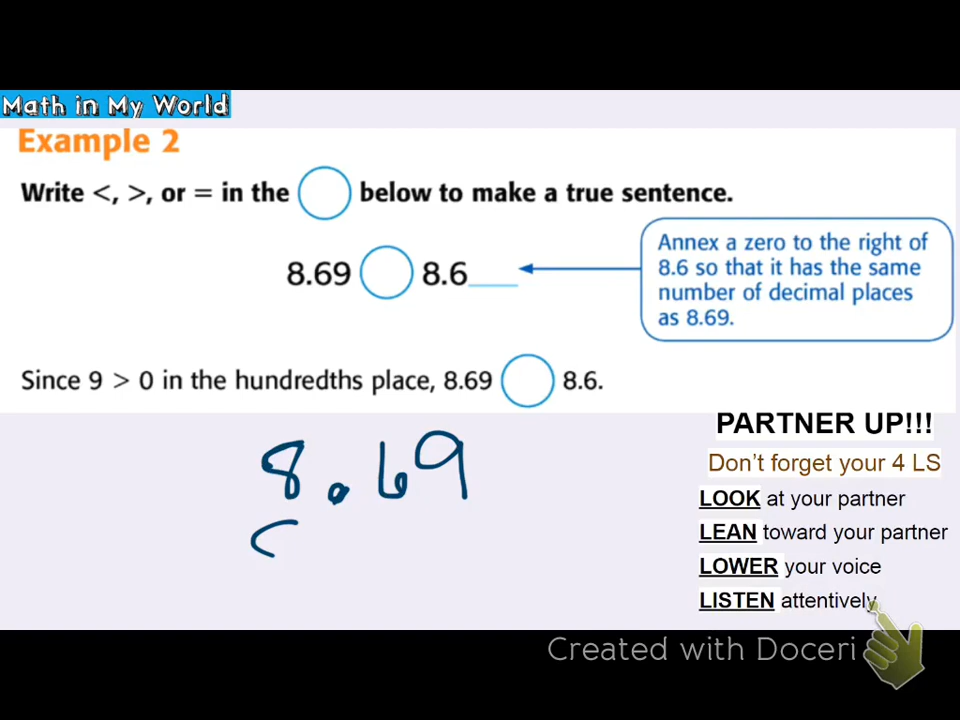 Math in My World
Example 2
Write <, >, or = in the ◯ below to make a true sentence.
8.69 ◯ 8.6__
Annex a zero to the right of
8.6 so that it has the same
number of decimal places
as 8.69.
Since 9 > 0 in the hundredths place, 8.69 ◯ 8.6.
8.69
PARTNER UP!!!
Don't forget your 4 LS
LOOK at your partner
LEAN toward your partner
LOWER your voice
LISTEN attentively
Created with Doceri